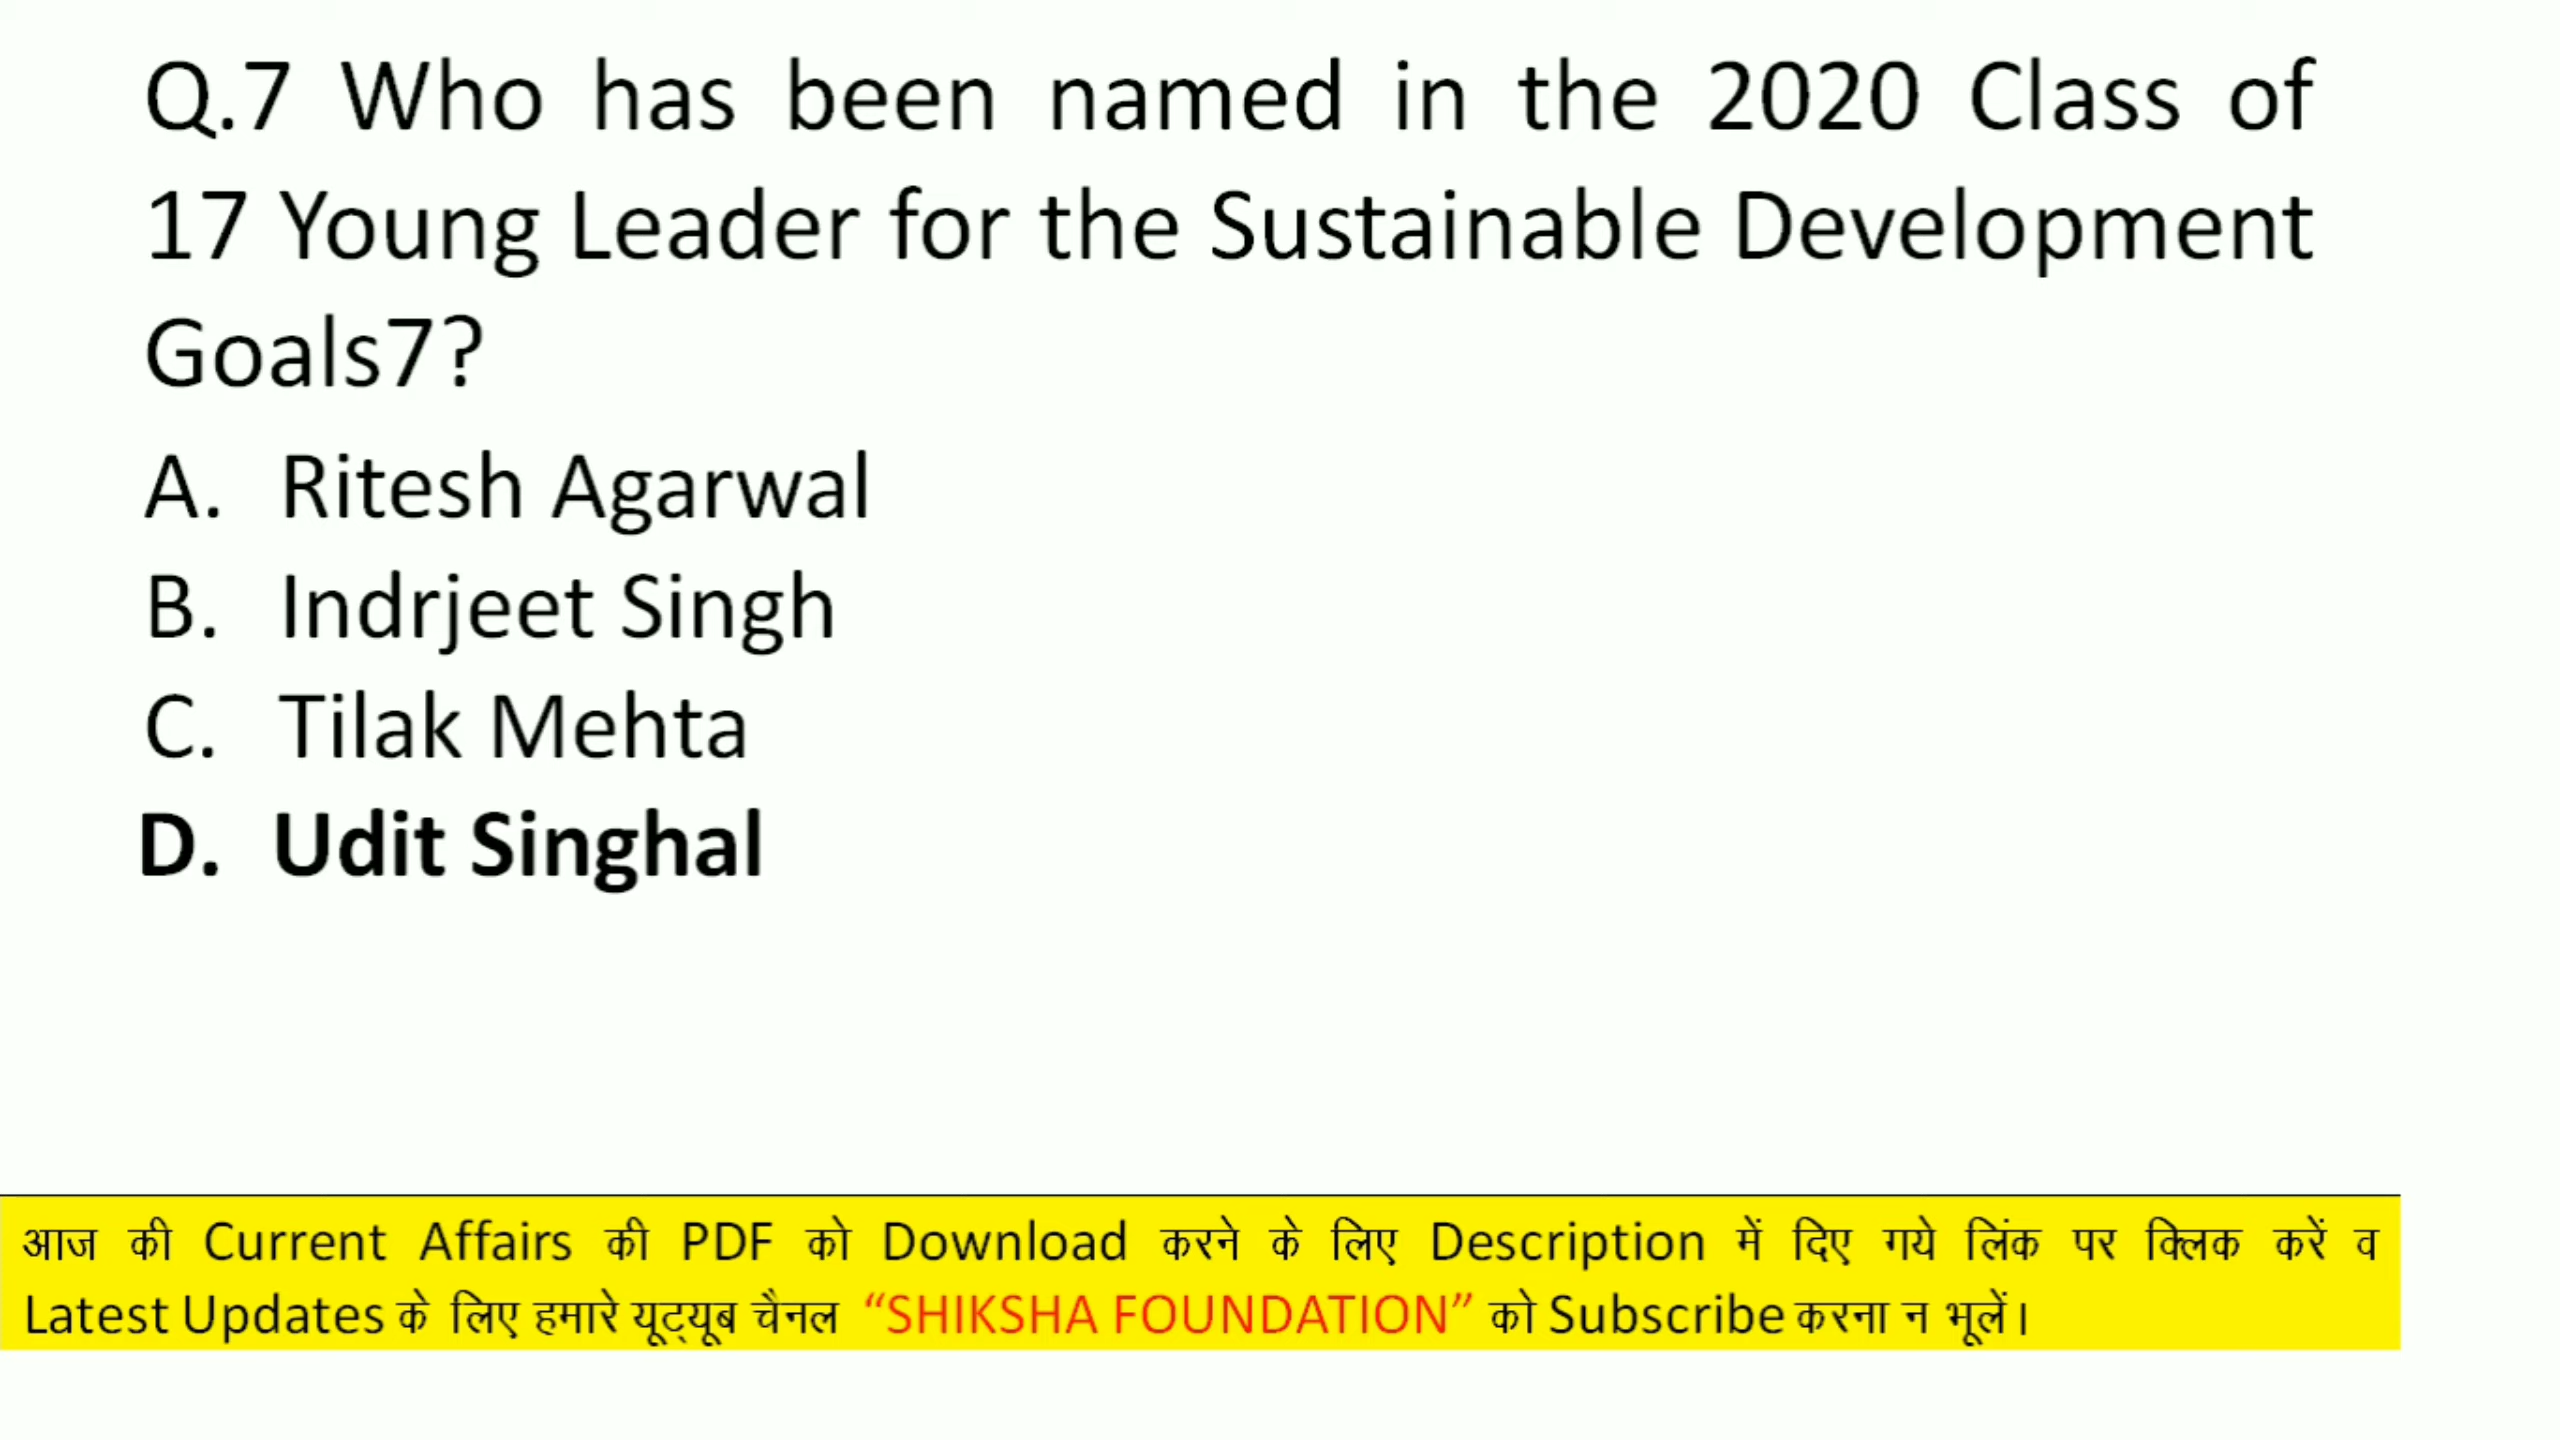 Q.7 Who has been named in the 2020 Class of
17 Young Leader for the Sustainable Development
Goals7?
A. Ritesh Agarwal
B. Indrjeet Singh
C. Tilak Mehta
D. Udit Singhal
आज की Current Affairs की PDF को Download करने के लिए Description में दिए गये लिंक पर क्लिक करें व
Latest Updates के लिए हमारे यूट्यूब चैनल “SHIKSHA FOUNDATION” को Subscribe करना न भूलें।